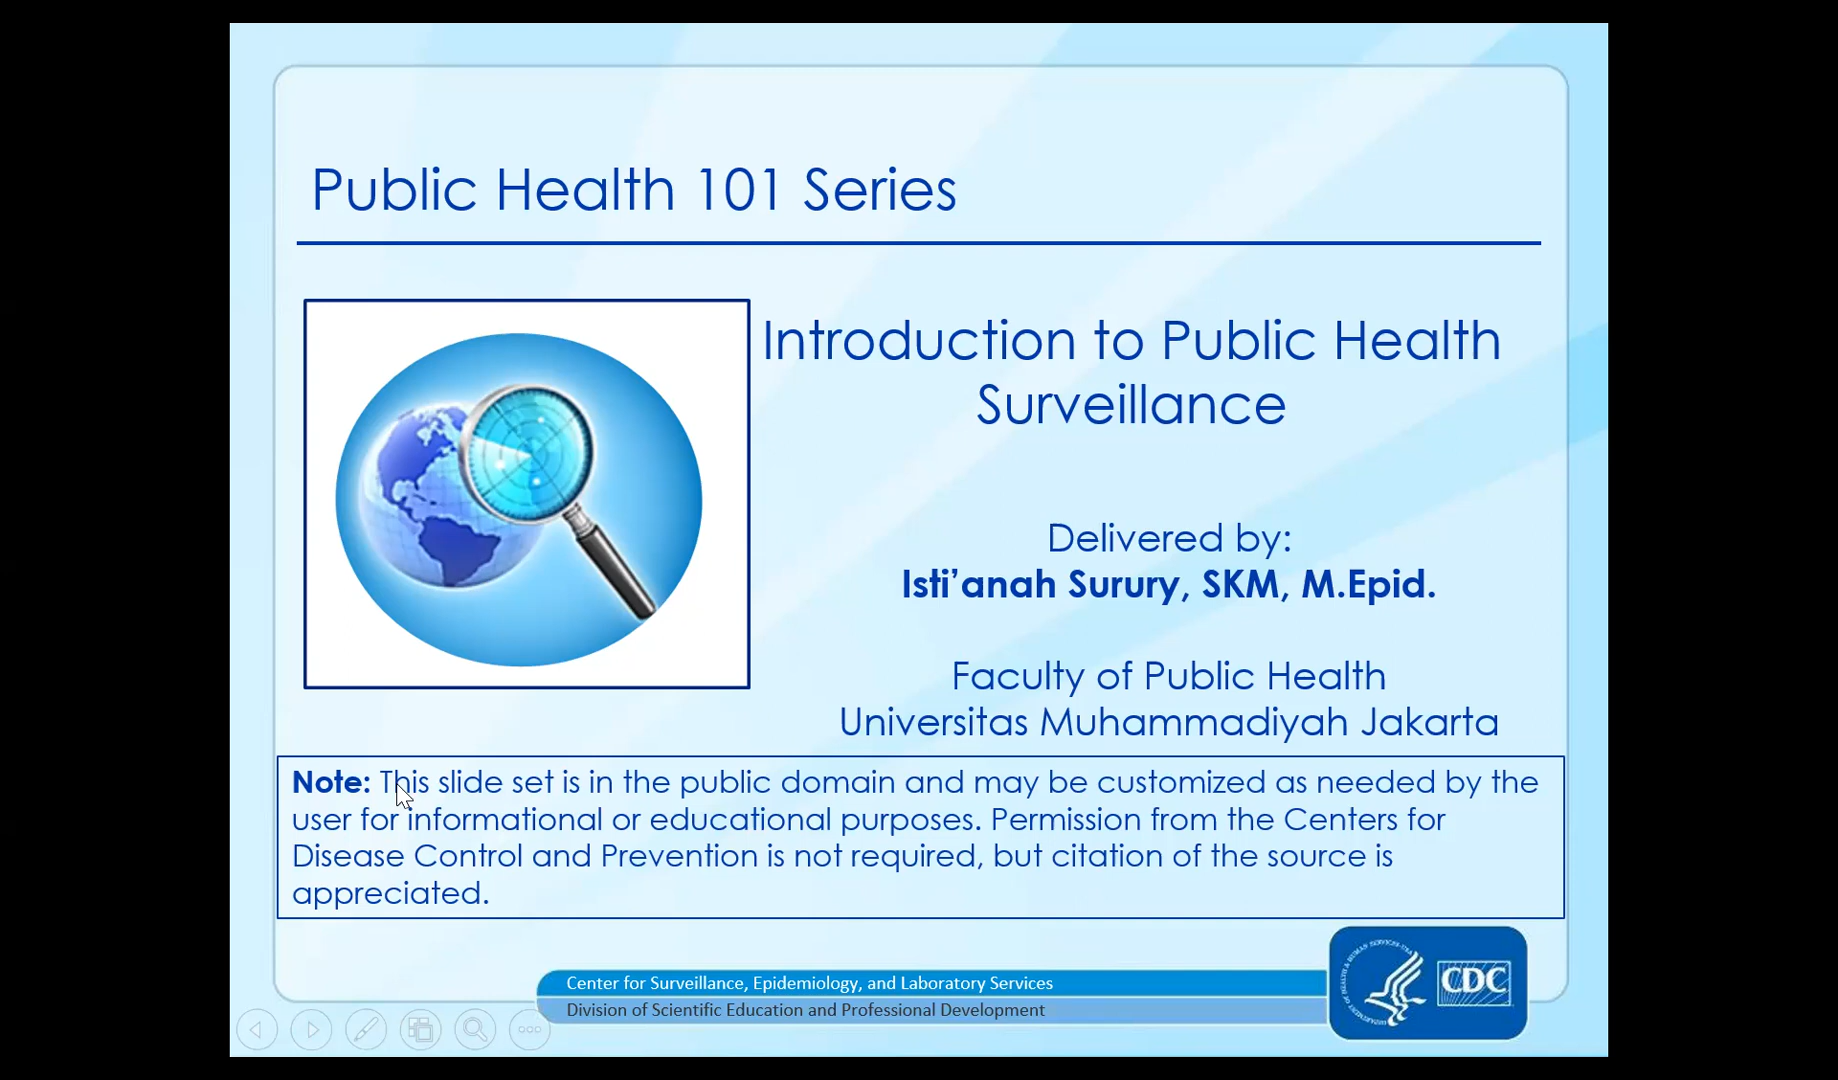 Public Health 101 Series
Introduction to Public Health
Surveillance
Delivered by:
Isti’anah Surury, SKM, M.Epid.
Faculty of Public Health
Universitas Muhammadiyah Jakarta
Note: This slide set is in the public domain and may be customized as needed by the
user for informational or educational purposes. Permission from the Centers for
Disease Control and Prevention is not required, but citation of the source is
appreciated.
Center for Surveillance, Epidemiology, and Laboratory Services
Division of Scientific Education and Professional Development
CDC